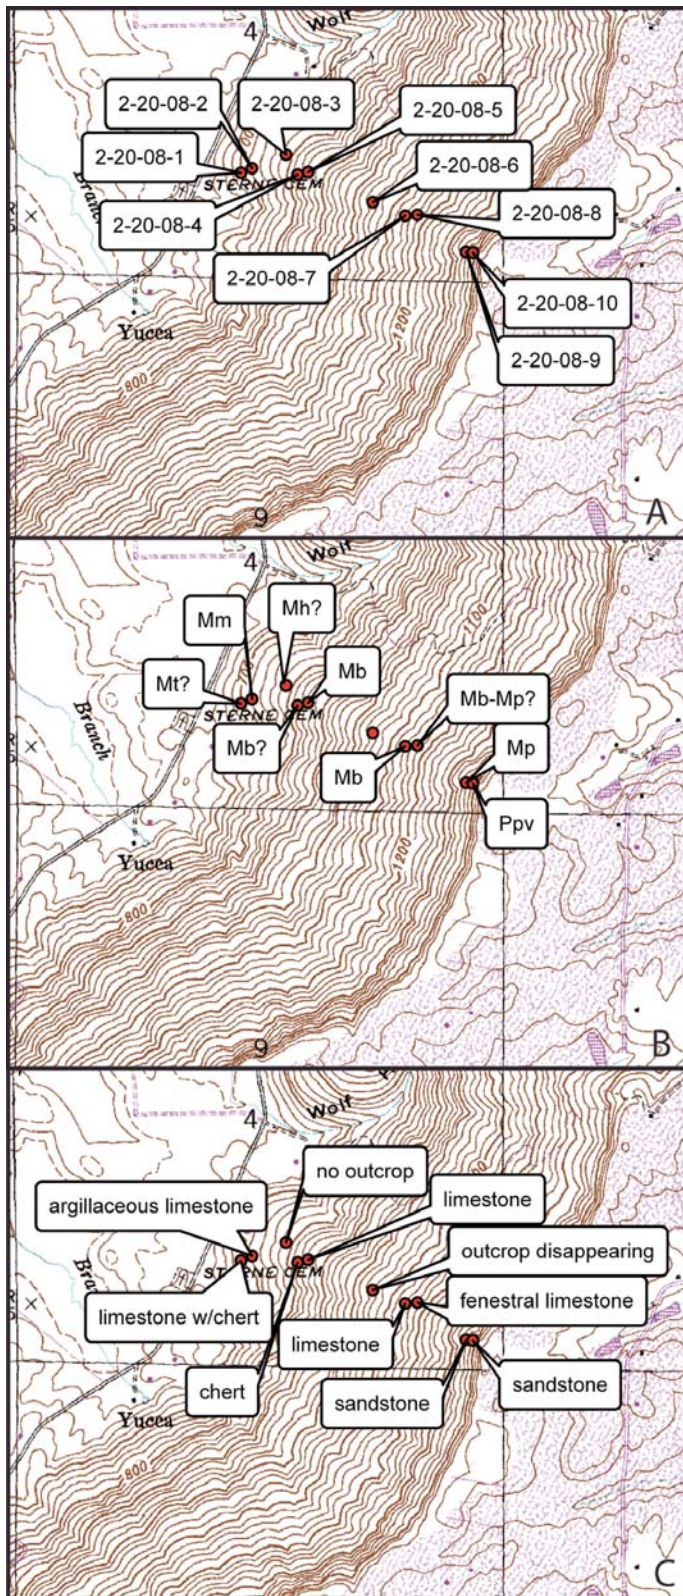 Wolf
4
2-20-08-2
2-20-08-3
2-20-08-5
2-20-08-1
2-20-08-6
STERNE CEM
2-20-08-4
2-20-08-8
2-20-08-7
2-20-08-10
Yucca
1200
2-20-08-9
800
9
A
Wolf
4
Mh?
Mm
1100
Mt?
Mb
Mb-Mp?
Branch
STERNE CEM
Mb?
Mp
Mb
Ppv
Yucca
1200
800
9
B
Wolf
4
no outcrop
argillaceous limestone
limestone
outcrop disappearing
limestone w/chert
fenestral limestone
limestone
chert
sandstone
sandstone
Yucca
800
9
C